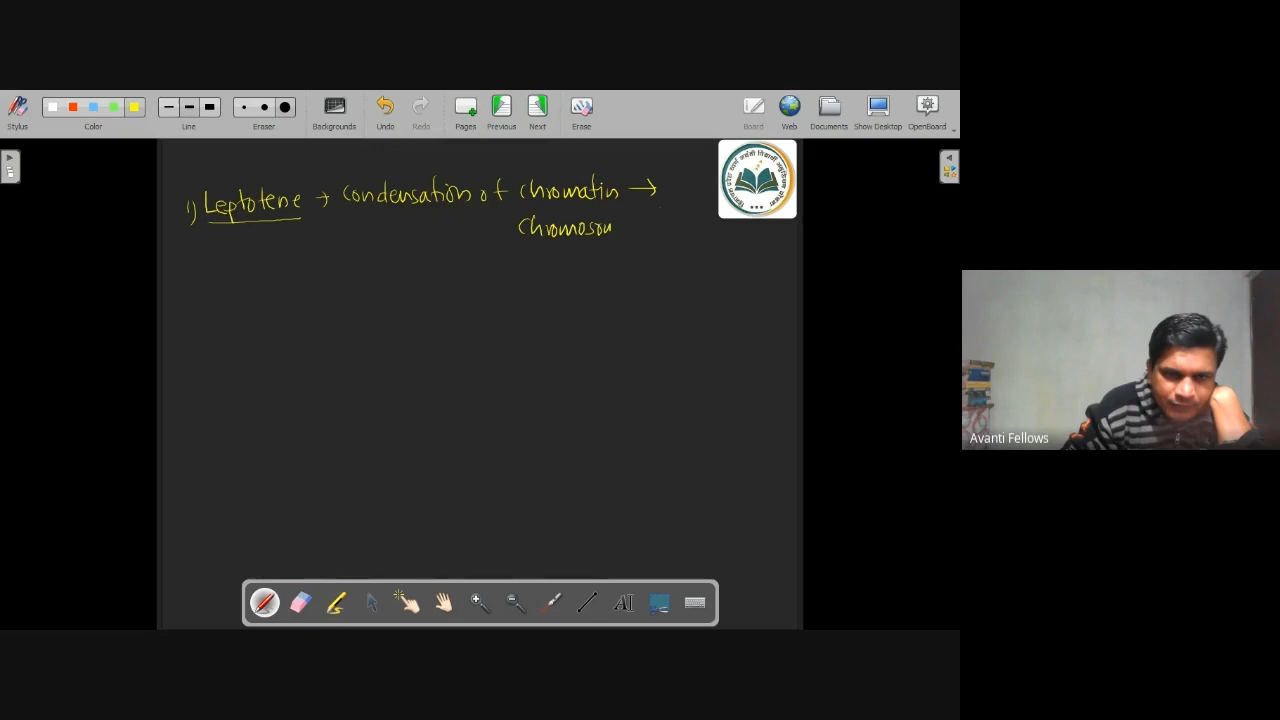 Stylus
Color
Line
Eraser
Backgrounds
Undo
Redo
Pages
Previous
Next
Erase
Board
Web
Documents
Show Desktop
OpenBoard
1) Leptotene → condensation of chromatin →
chromosom
AI
Avanti Fellows